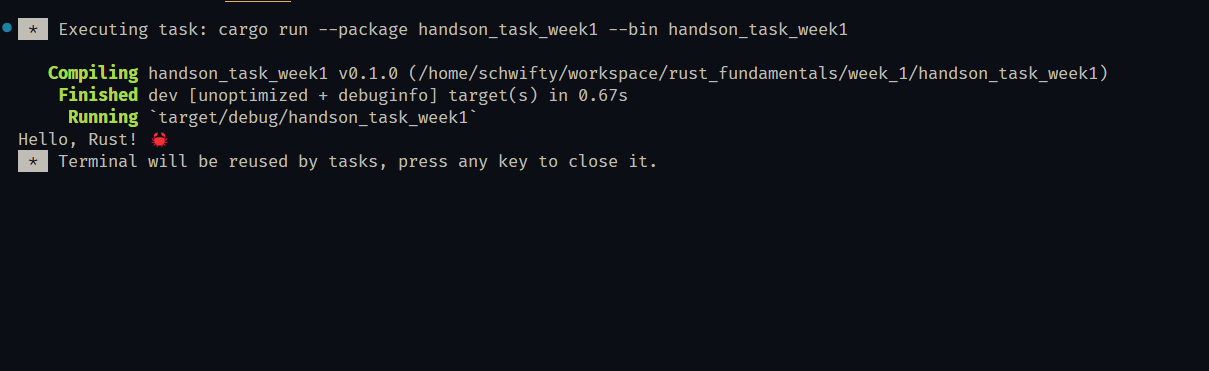 * Executing task: cargo run --package handson_task_week1 --bin handson_task_week1
Compiling handson_task_week1 v0.1.0 (/home/schwifty/workspace/rust_fundamentals/week_1/handson_task_week1)
Finished dev [unoptimized + debuginfo] target(s) in 0.67s
Running `target/debug/handson_task_week1`
Hello, Rust! 🦀
* Terminal will be reused by tasks, press any key to close it.